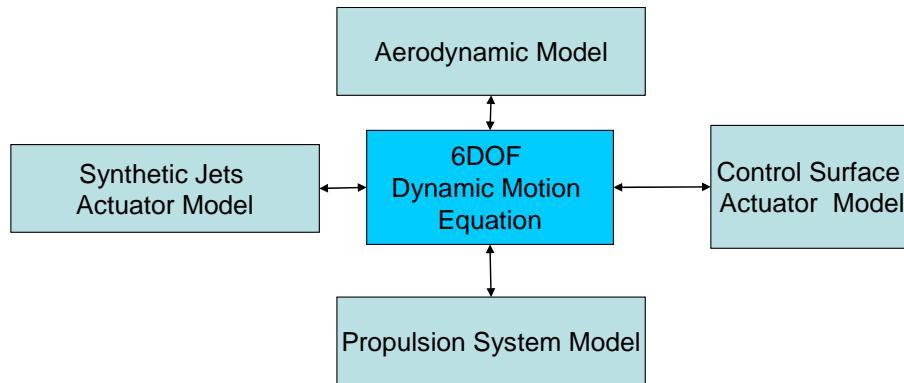 Aerodynamic Model
Synthetic Jets
Actuator Model
6DOF
Dynamic Motion
Equation
Control Surface
Actuator Model
Propulsion System Model